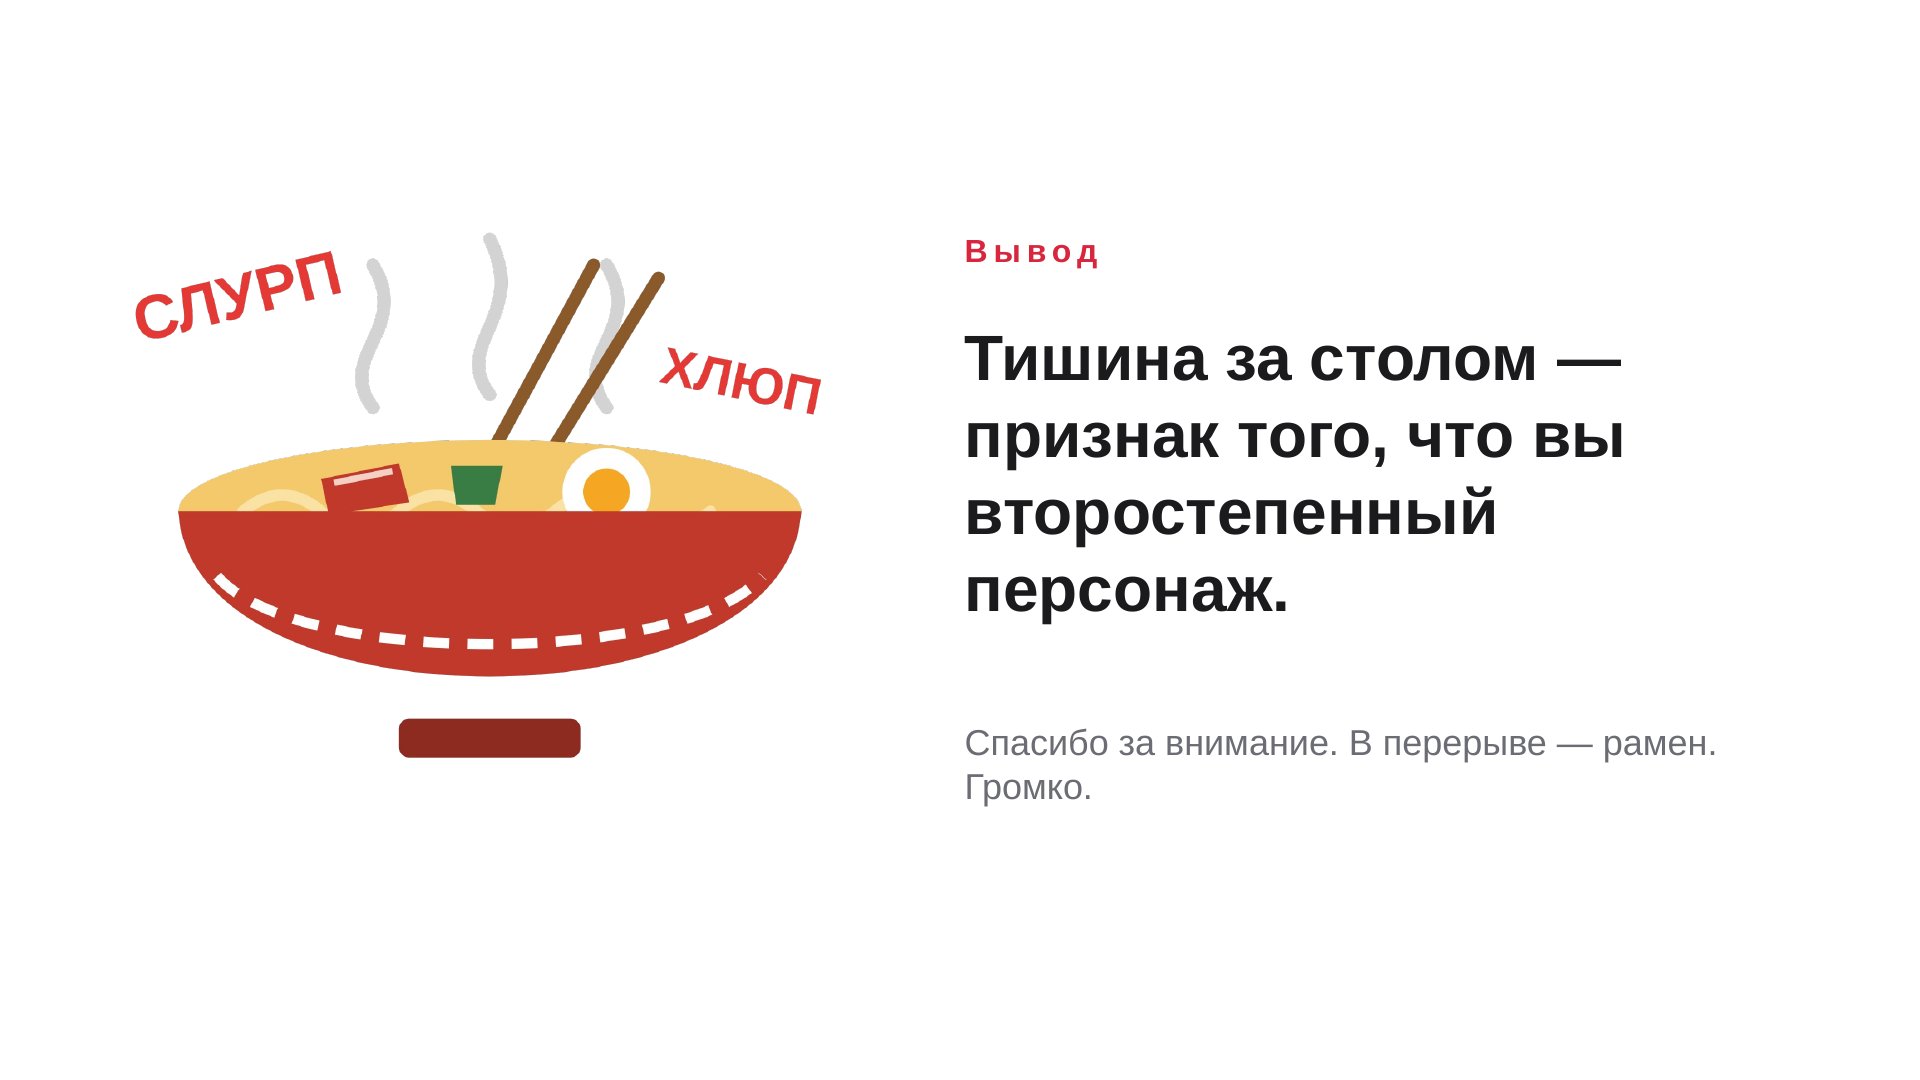 СЛУРП
ХЛЮП
Вывод
Тишина за столом —
признак того, что вы
второстепенный
персонаж.
Спасибо за внимание. В перерыве — рамен.
Громко.